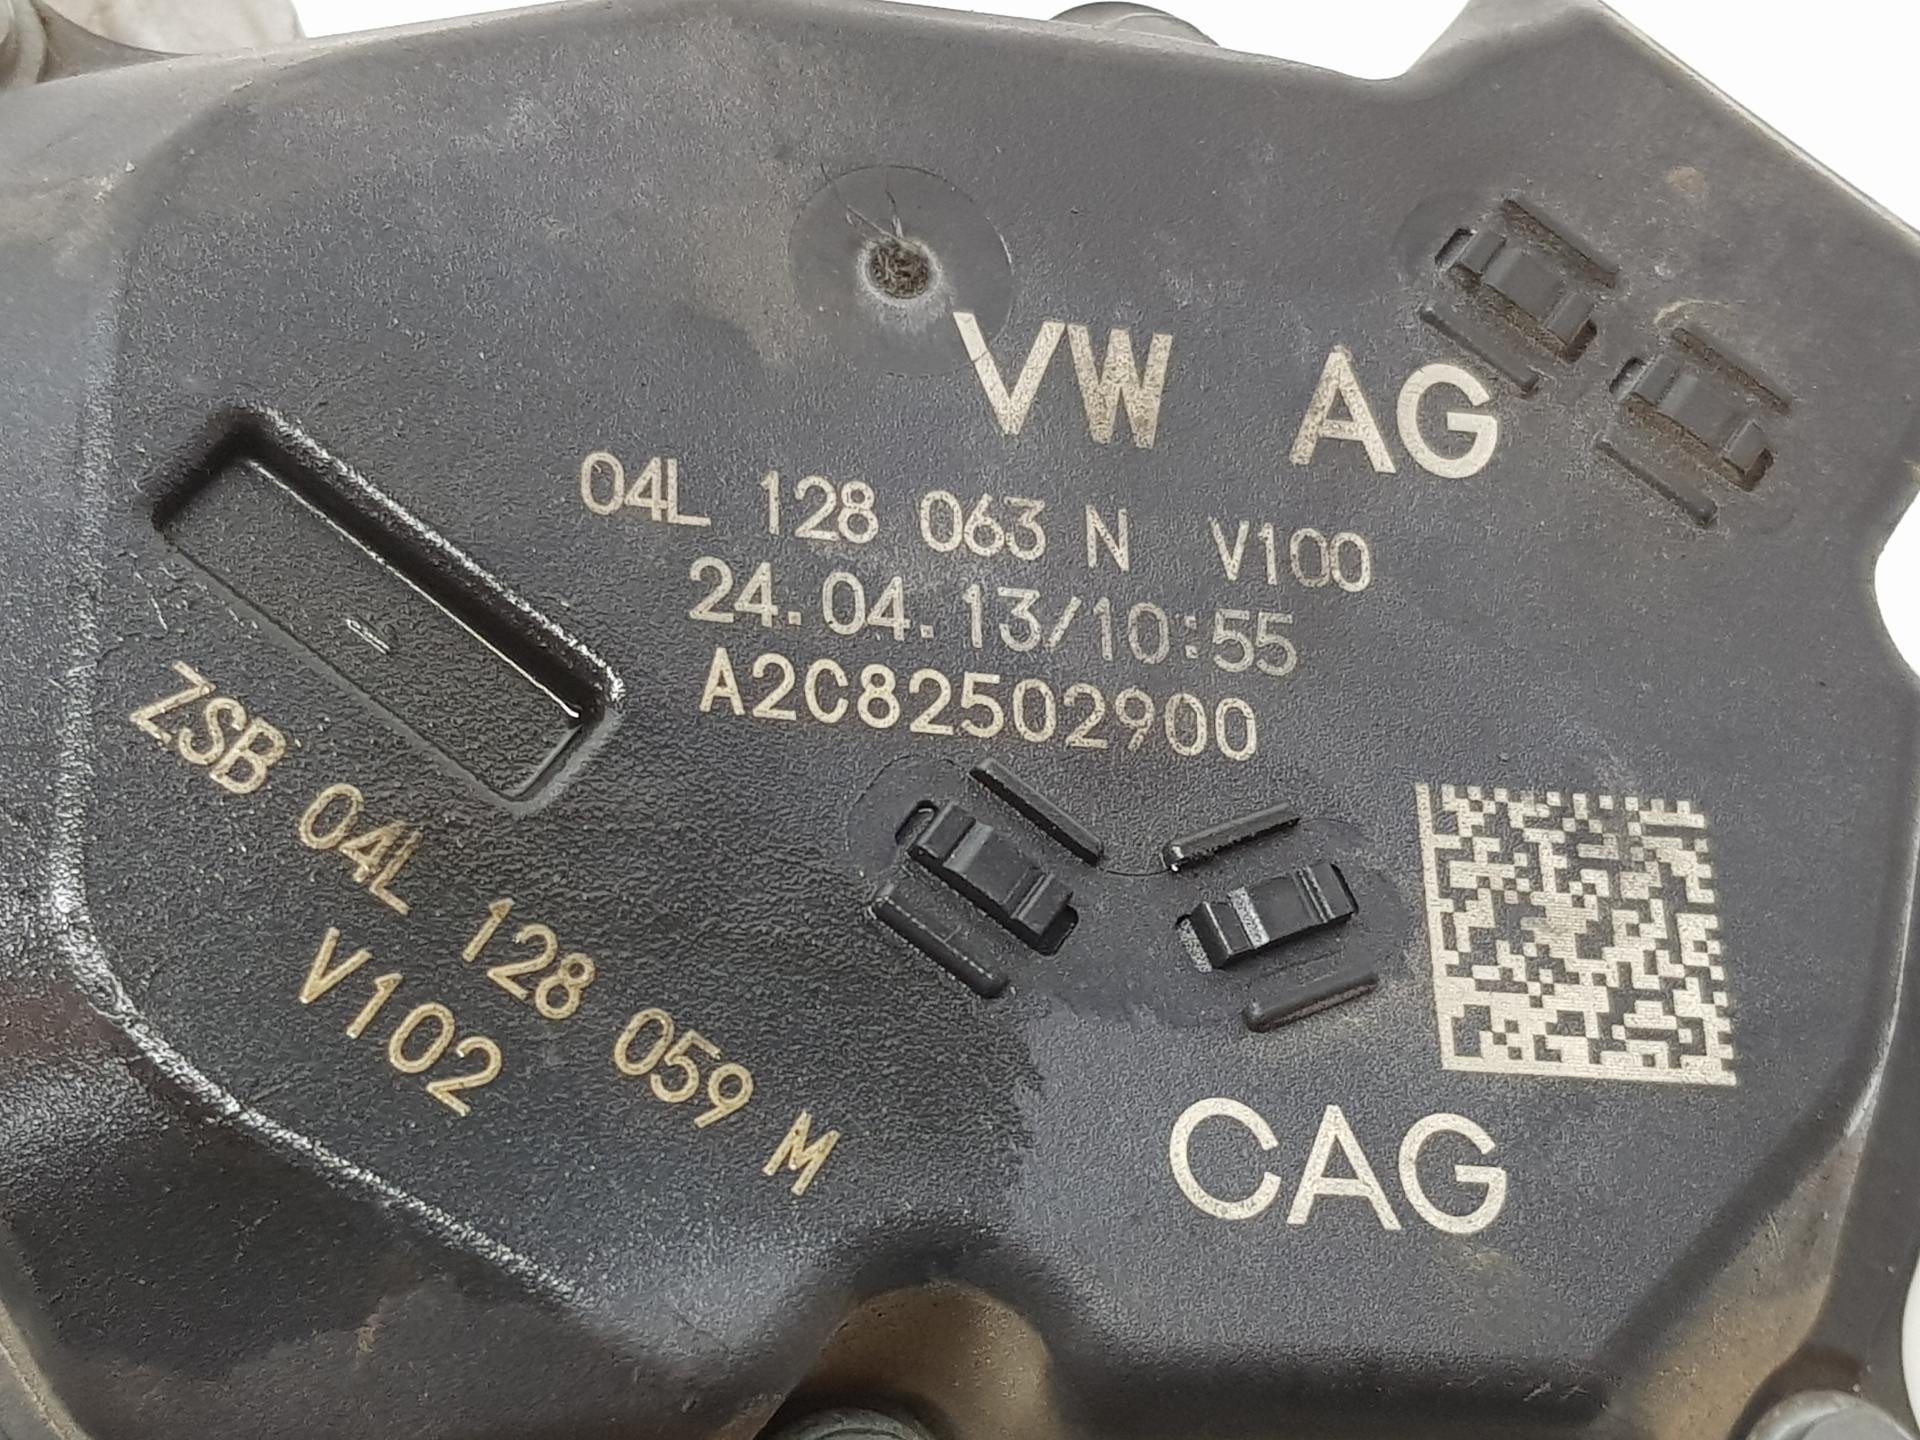 VW AG
04L 128 063 N V100
24.04.13/10:55
A2C82502900
ZSB 04L 128 059 M
V102
CAG